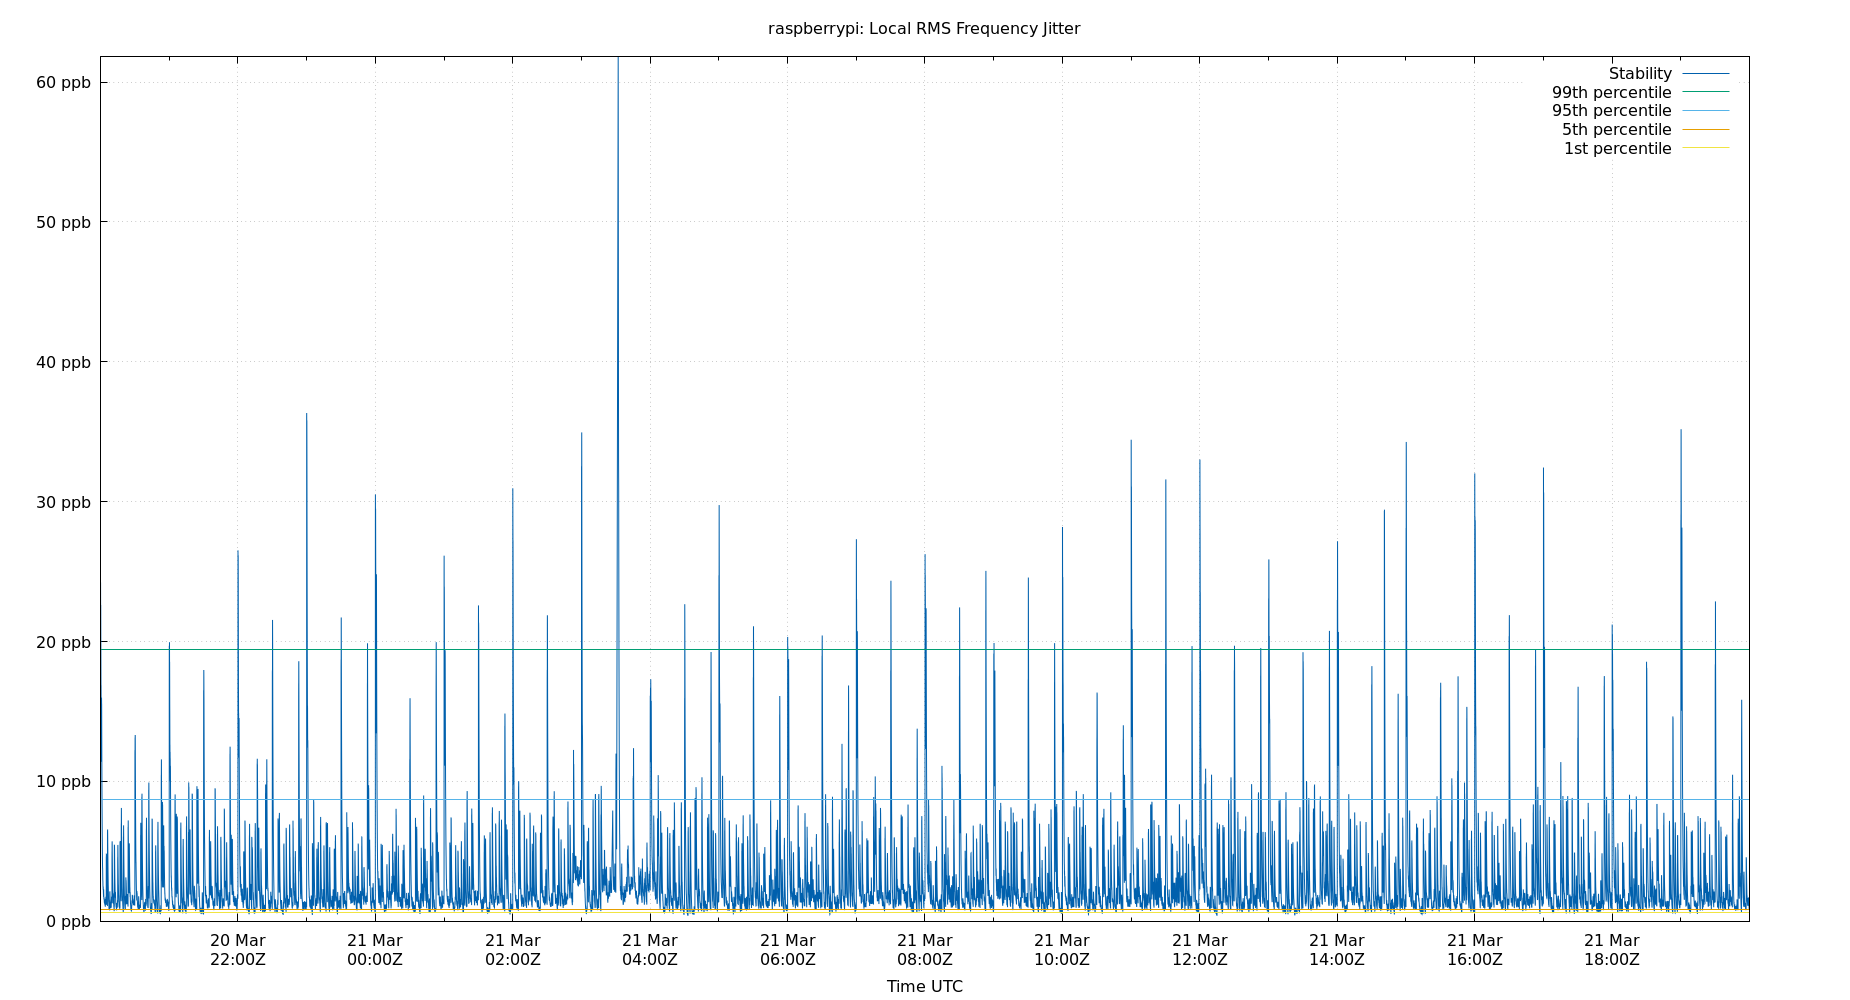 raspberrypi: Local RMS Frequency Jitter
60 ppb
50 ppb
40 ppb
30 ppb
20 ppb
10 ppb
0 ppb
Stability
99th percentile
95th percentile
5th percentile
1st percentile
20 Mar
22:00Z
21 Mar
00:00Z
21 Mar
02:00Z
21 Mar
04:00Z
21 Mar
06:00Z
21 Mar
08:00Z
21 Mar
10:00Z
21 Mar
12:00Z
21 Mar
14:00Z
21 Mar
16:00Z
21 Mar
18:00Z
Time UTC